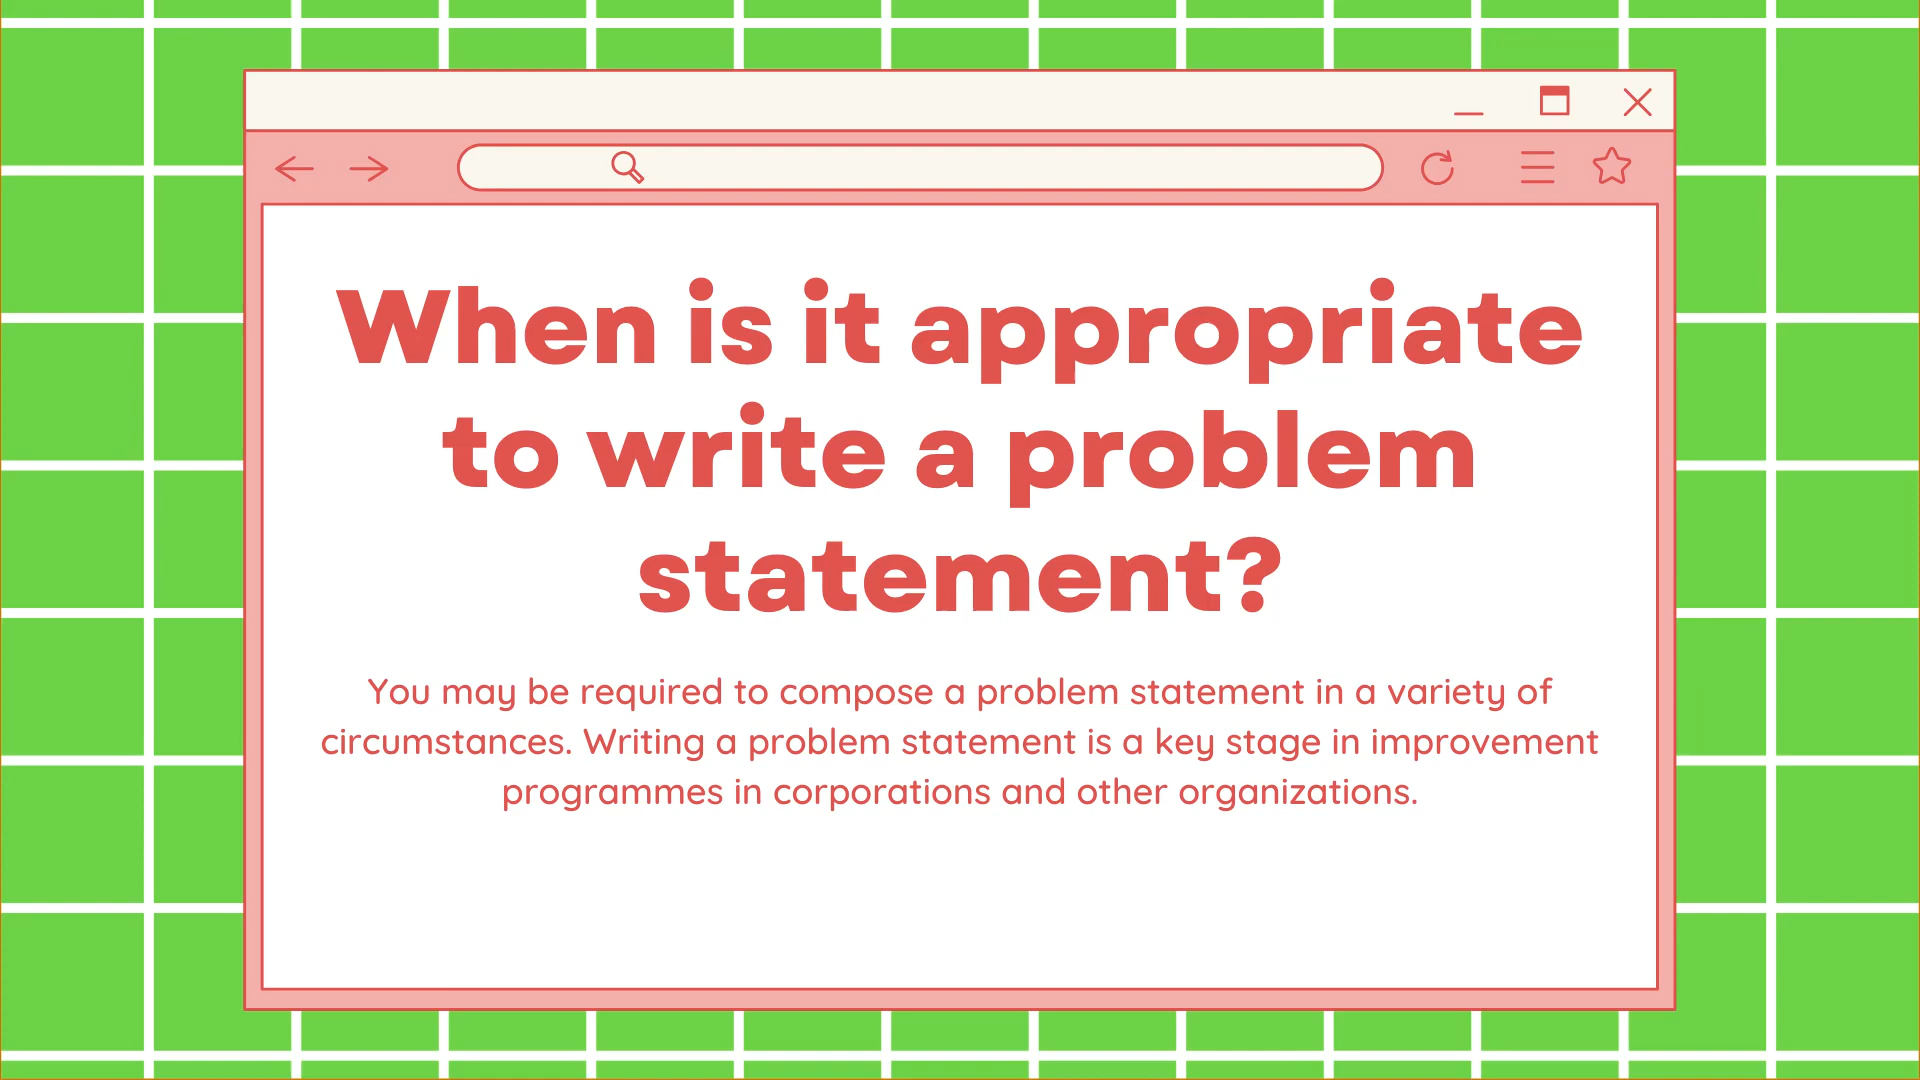 When is it appropriate
to write a problem
statement?
You may be required to compose a problem statement in a variety of
circumstances. Writing a problem statement is a key stage in improvement
programmes in corporations and other organizations.